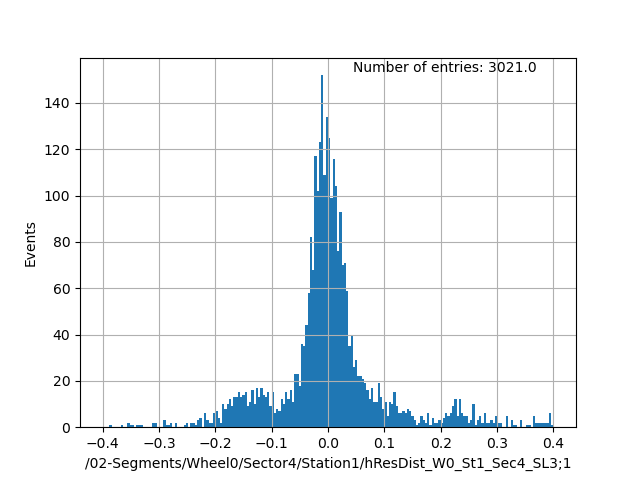 Number of entries: 3021.0
140
120
100
80
60
40
20
0
Events
−0.4 −0.3 −0.2 −0.1 0.0 0.1 0.2 0.3 0.4
/02-Segments/Wheel0/Sector4/Station1/hResDist_W0_St1_Sec4_SL3;1